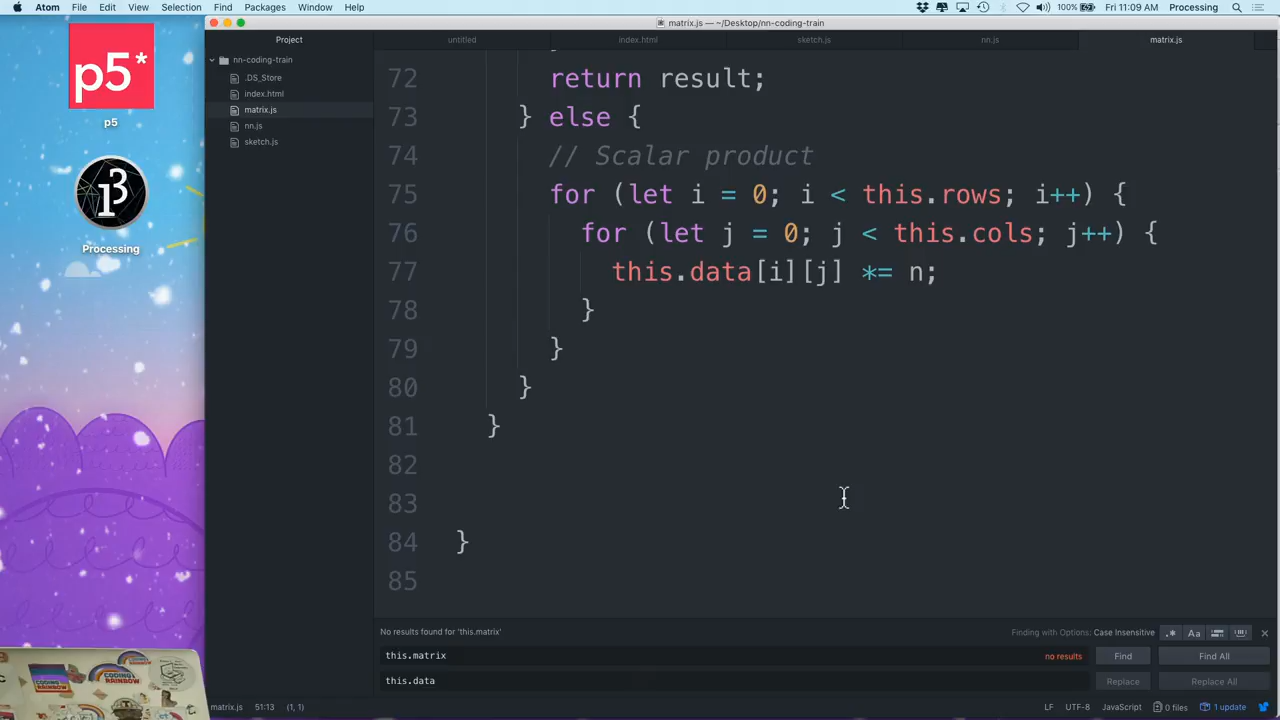 Atom File Edit View Selection Find Packages Window Help
100% Fri 11:09 AM Processing
matrix.js — ~/Desktop/nn-coding-train
Project
untitled
index.html
sketch.js
nn.js
matrix.js
nn-coding-train
.DS_Store
index.html
matrix.js
nn.js
sketch.js
p5*
p5
Processing
72 return result;
73 } else {
74 // Scalar product
75 for (let i = 0; i < this.rows; i++) {
76 for (let j = 0; j < this.cols; j++) {
77 this.data[i][j] *= n;
78 }
79 }
80 }
81 }
82
83
84 }
85
No results found for 'this.matrix'
Finding with Options: Case Insensitive
.* Aa
this.matrix
no results
Find
Find All
this.data
Replace
Replace All
matrix.js 51:13 (1, 1)
LF UTF-8 JavaScript 0 files 1 update
CODING RAINBOW